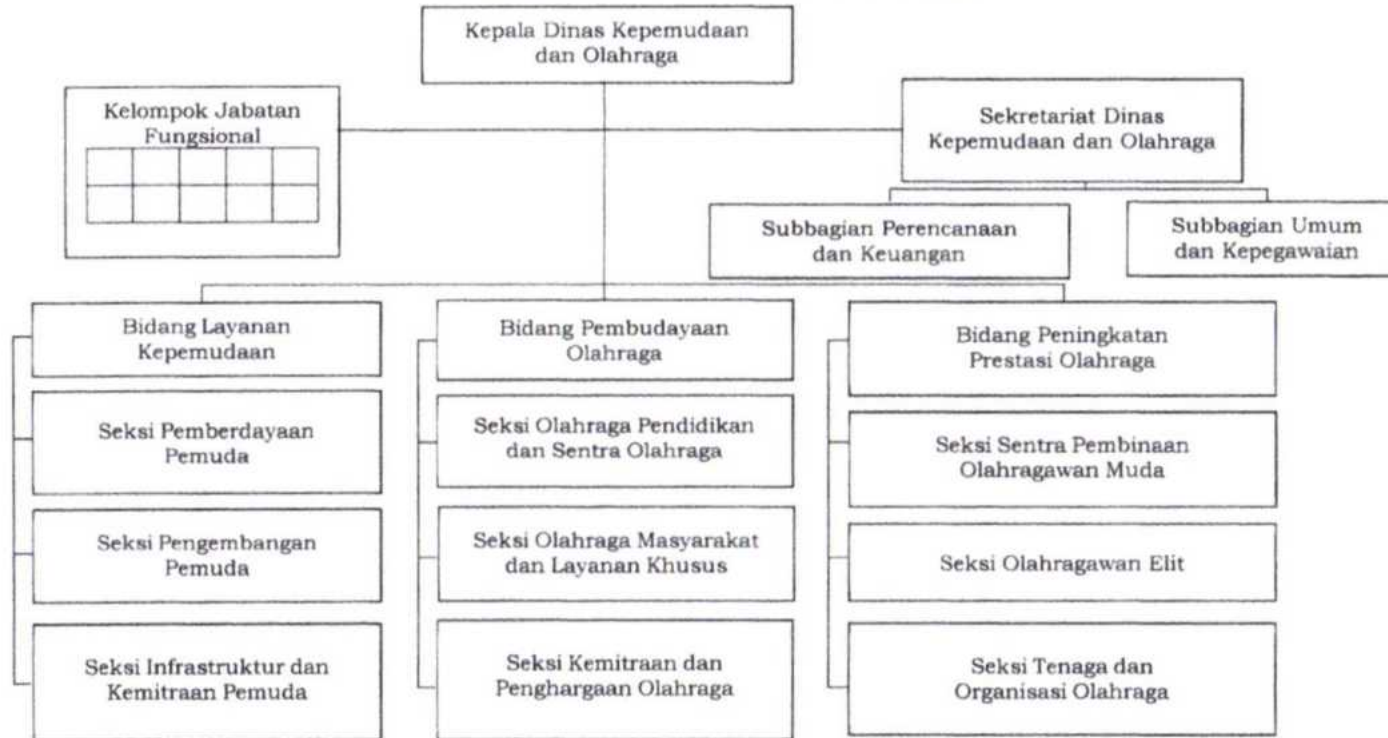 Kepala Dinas Kepemudaan
dan Olahraga
Kelompok Jabatan
Fungsional
Sekretariat Dinas
Kepemudaan dan Olahraga
Subbagian Perencanaan
dan Keuangan
Subbagian Umum
dan Kepegawaian
Bidang Layanan
Kepemudaan
Seksi Pemberdayaan
Pemuda
Seksi Pengembangan
Pemuda
Seksi Infrastruktur dan
Kemitraan Pemuda
Bidang Pembudayaan
Olahraga
Seksi Olahraga Pendidikan
dan Sentra Olahraga
Seksi Olahraga Masyarakat
dan Layanan Khusus
Seksi Kemitraan dan
Penghargaan Olahraga
Bidang Peningkatan
Prestasi Olahraga
Seksi Sentra Pembinaan
Olahragawan Muda
Seksi Olahragawan Elit
Seksi Tenaga dan
Organisasi Olahraga